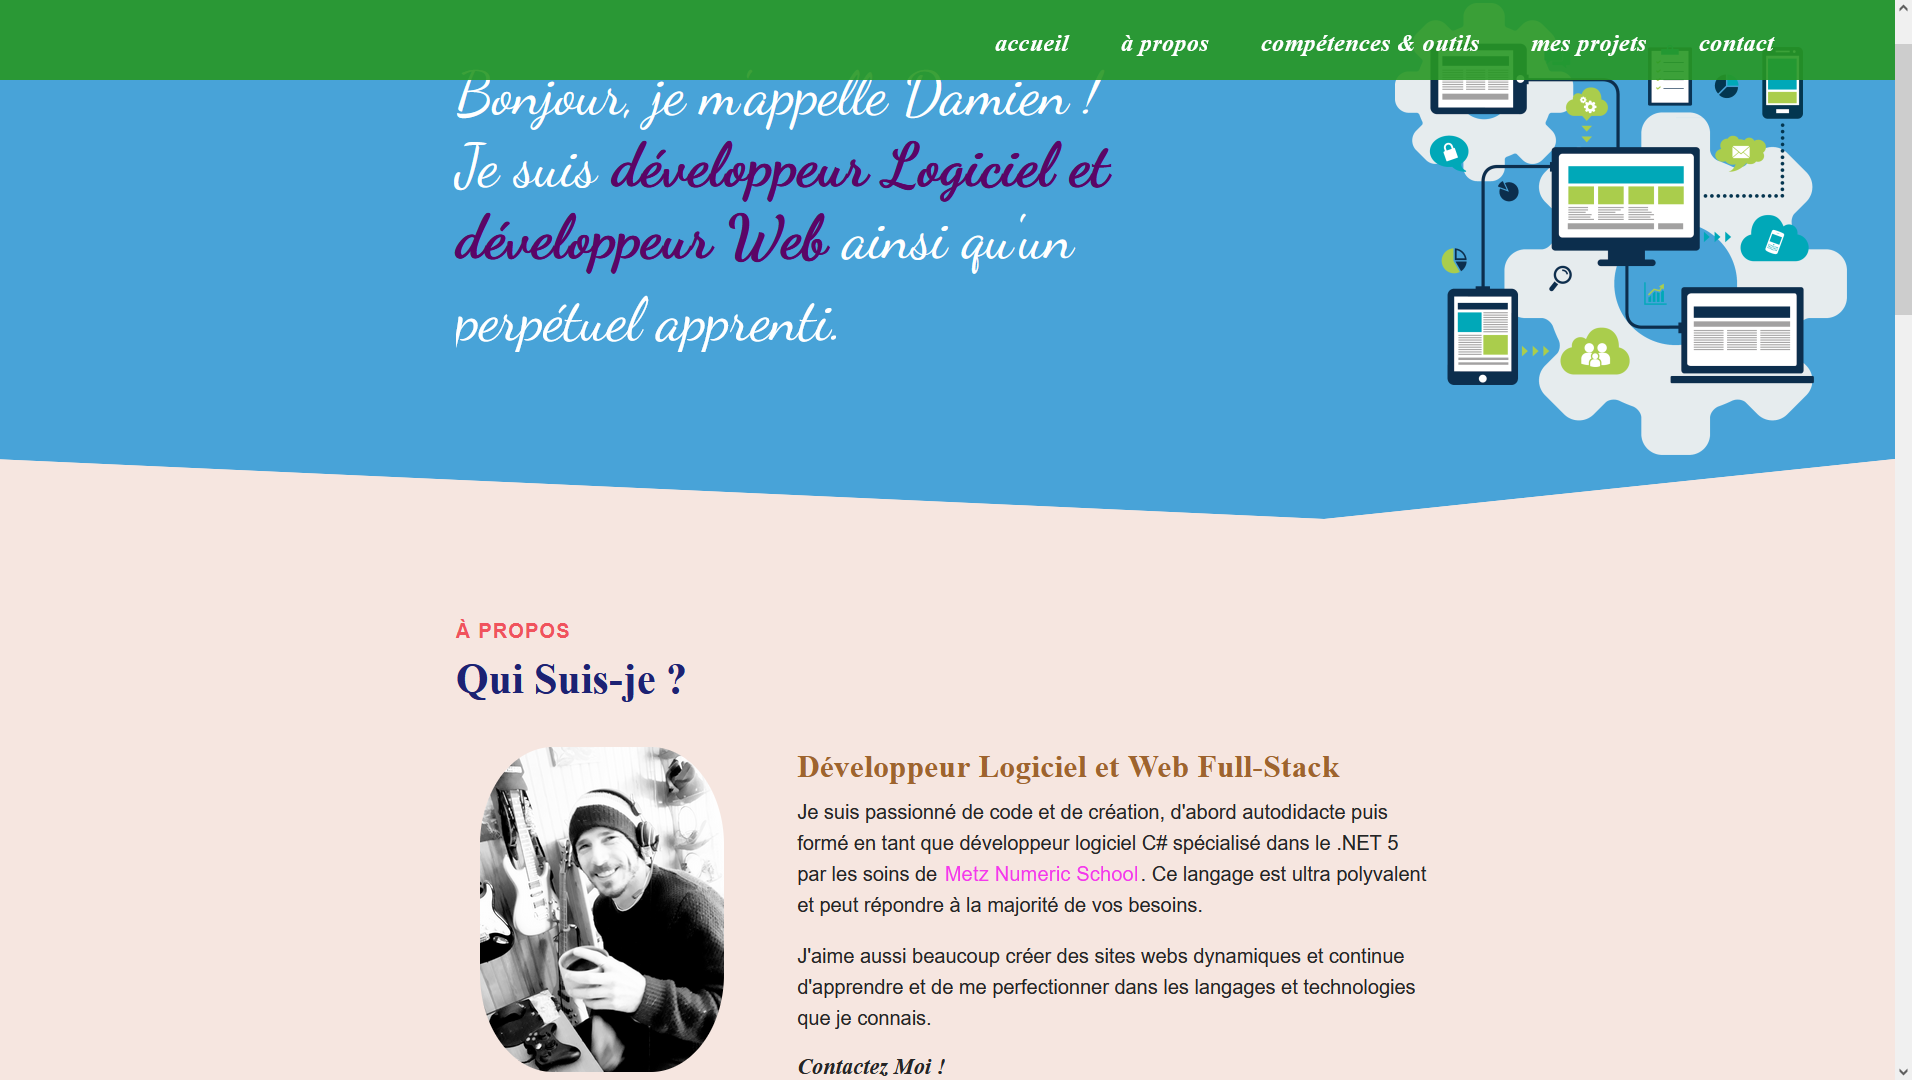 accueil à propos compétences & outils mes projets contact
Bonjour, je m'appelle Damien !
Je suis développeur Logiciel et
développeur Web ainsi qu'un
perpétuel apprenti.
À PROPOS
Qui Suis-je ?
Développeur Logiciel et Web Full-Stack
Je suis passionné de code et de création, d'abord autodidacte puis
formé en tant que développeur logiciel C# spécialisé dans le .NET 5
par les soins de Metz Numeric School. Ce langage est ultra polyvalent
et peut répondre à la majorité de vos besoins.
J'aime aussi beaucoup créer des sites webs dynamiques et continue
d'apprendre et de me perfectionner dans les langages et technologies
que je connais.
Contactez Moi !